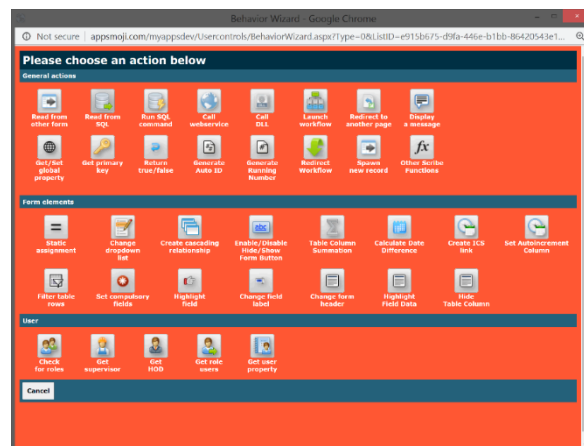 Behavior Wizard - Google Chrome
Not secure | appsmoji.com/myappsdev/Usercontrols/BehaviorWizard.aspx?Type=0&ListID=e915b675-d9fa-446e-b1bb-86420543e1...
Please choose an action below
General actions
Read from other form
Read from SQL
Run SQL command
Call webservice
Call DLL
Launch workflow
Redirect to another page
Display a message
Get/Set global property
Get primary key
Return true/false
Generate Auto ID
Generate Running Number
Redirect Workflow
Spawn new record
fx
Other Scribe Functions
Form elements
Static assignment
Change dropdown list
Create cascading relationship
abc
Enable/Disable Hide/Show Form Button
Table Column Summation
Calculate Date Difference
Create ICS link
Set Autoincrement Column
Filter table rows
Set compulsory fields
Highlight field
Change field label
Change form header
Highlight Field Data
Hide Table Column
User
Check for roles
Get supervisor
Get HOD
Get role users
Get user property
Cancel